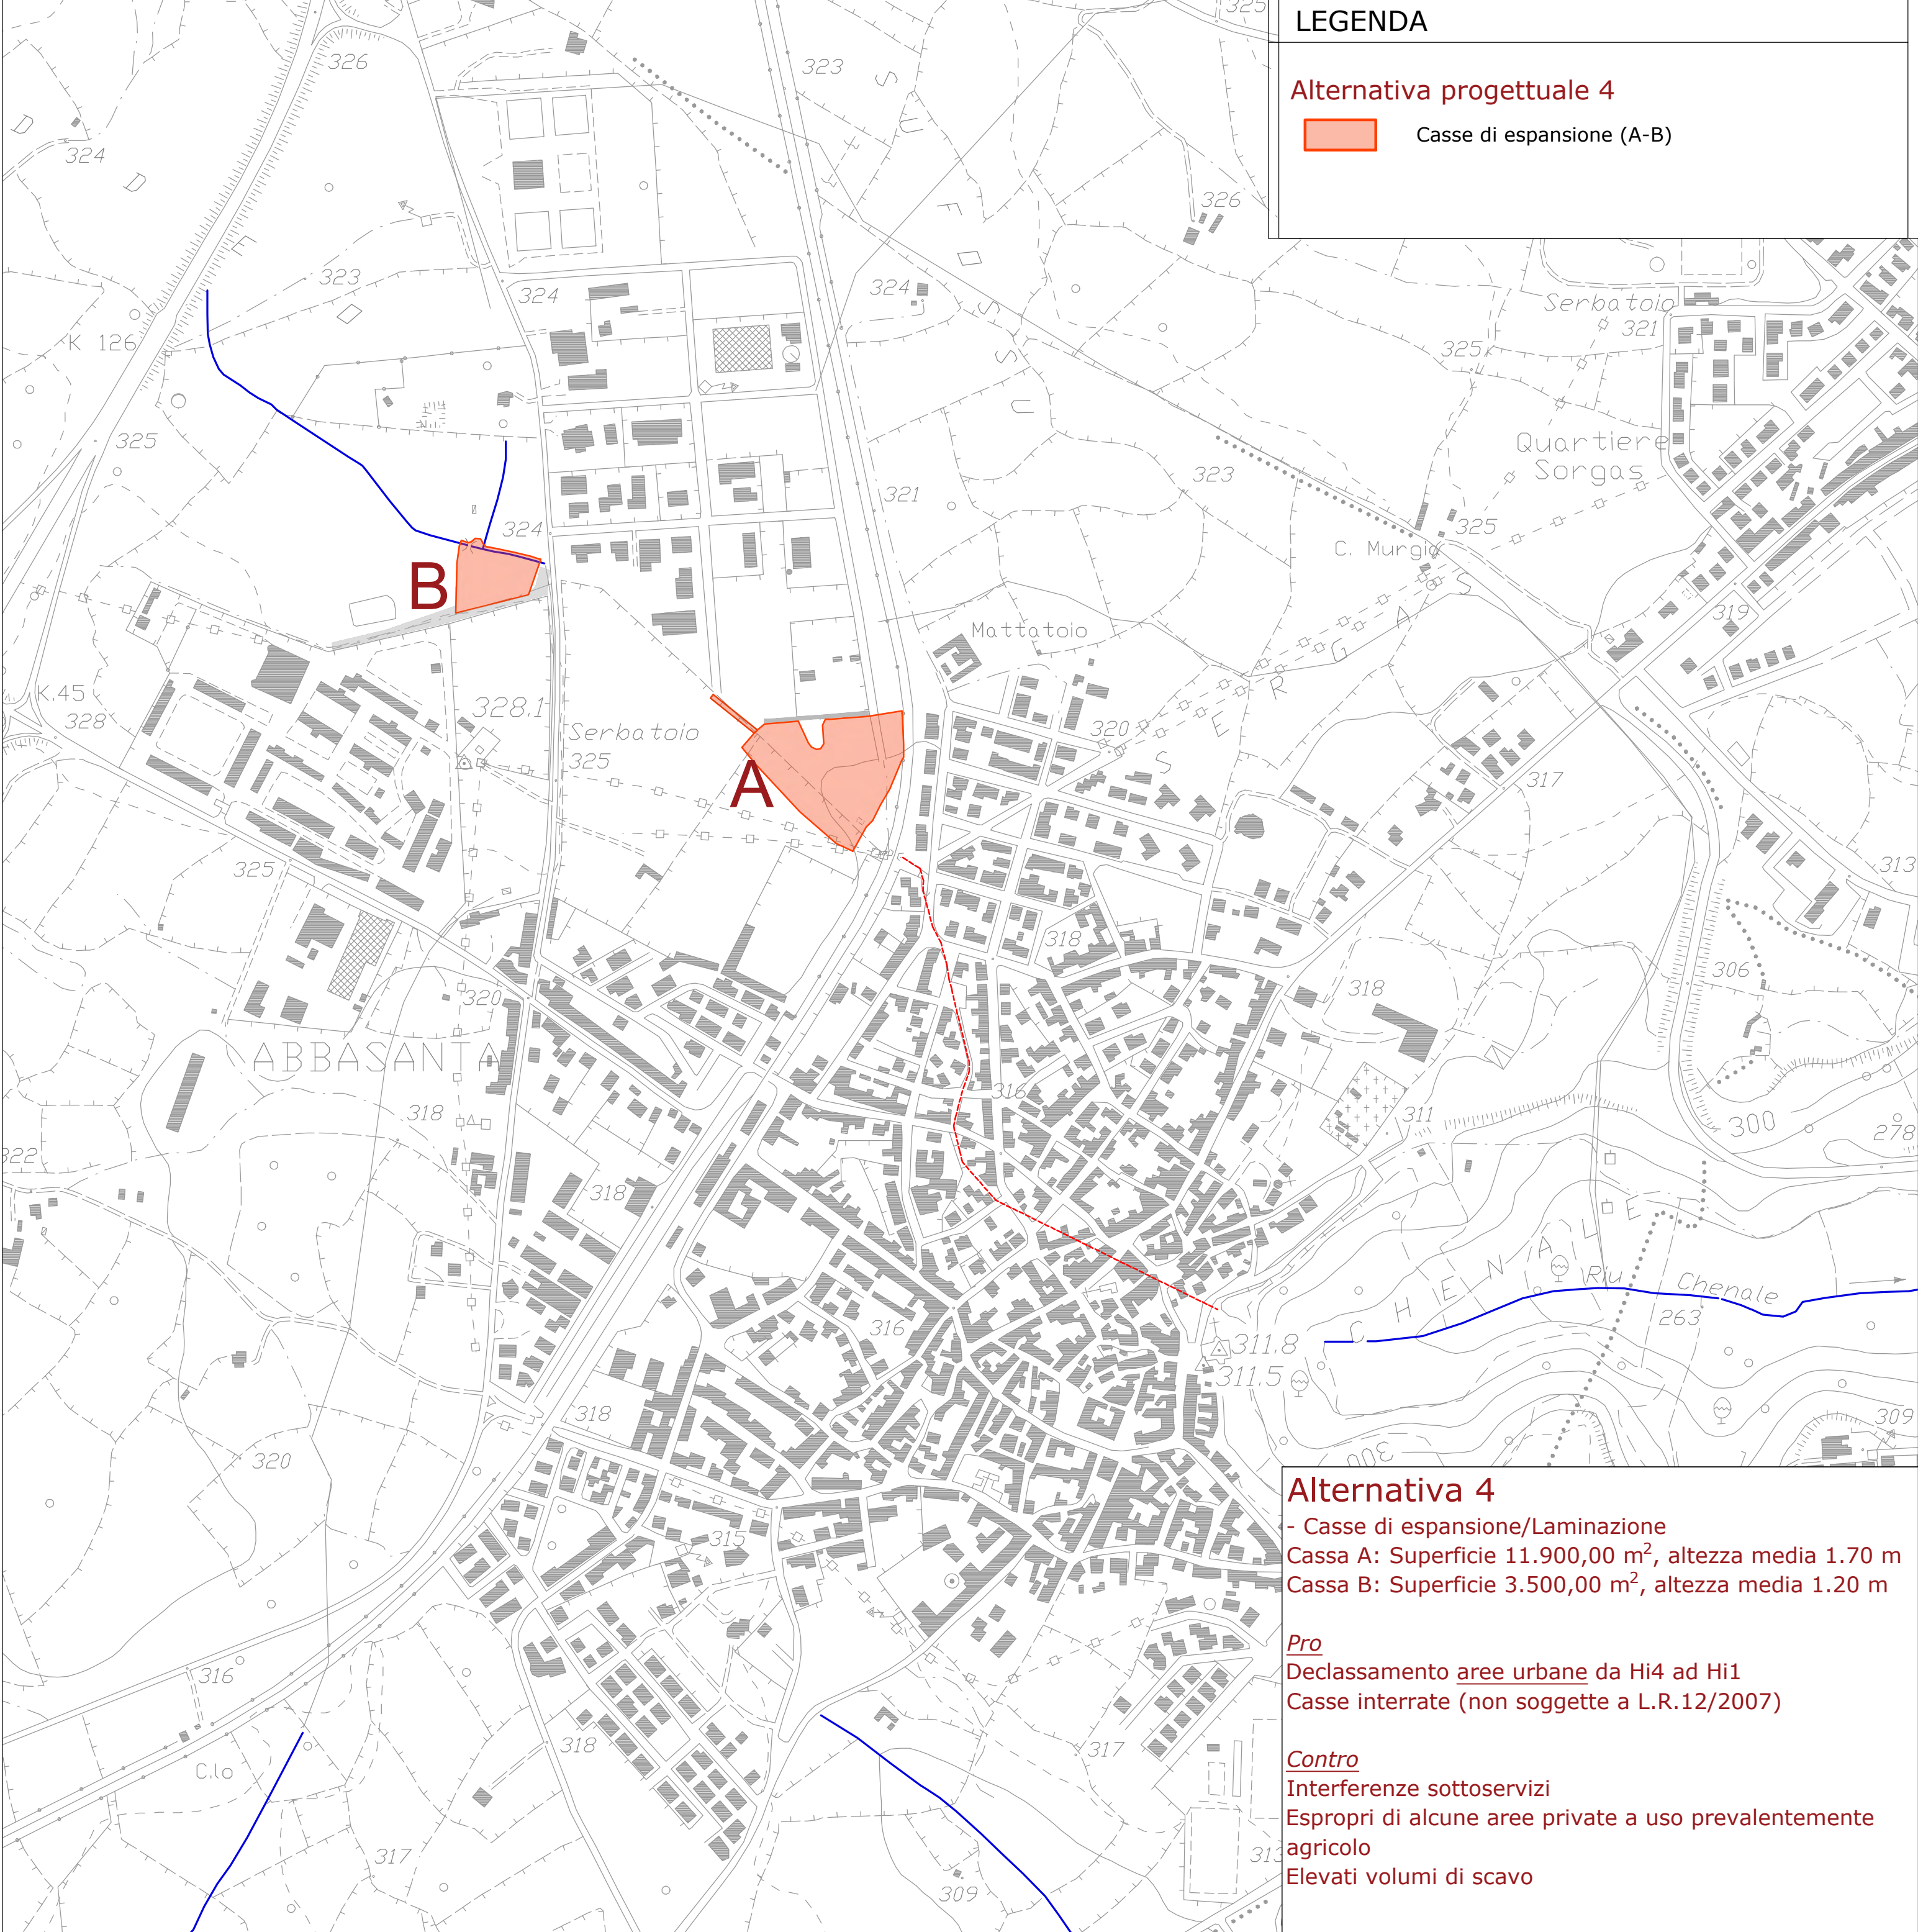 LEGENDA
Alternativa progettuale 4
Casse di espansione (A-B)
325
326
323
324
326
323
324
324
Serbatoio
321
K 126
325
325
Quartiere
Sorgas
321
323
325
324
C. Murgia
B
319
Mattatoio
K.45
328
328.1
Serbatoio
325
320
SERGAS
317
A
325
313
318
306
320
318
ABBASANTA
316
318
311
300
278
322
318
CHENALE
Riu Chenale
263
316
311.8
311.5
318
309
320
300
315
316
318
317
C.lo
317
313
309
Alternativa 4
- Casse di espansione/Laminazione
Cassa A: Superficie 11.900,00 m², altezza media 1.70 m
Cassa B: Superficie 3.500,00 m², altezza media 1.20 m
Pro
Declassamento aree urbane da Hi4 ad Hi1
Casse interrate (non soggette a L.R.12/2007)
Contro
Interferenze sottoservizi
Espropri di alcune aree private a uso prevalentemente
agricolo
Elevati volumi di scavo